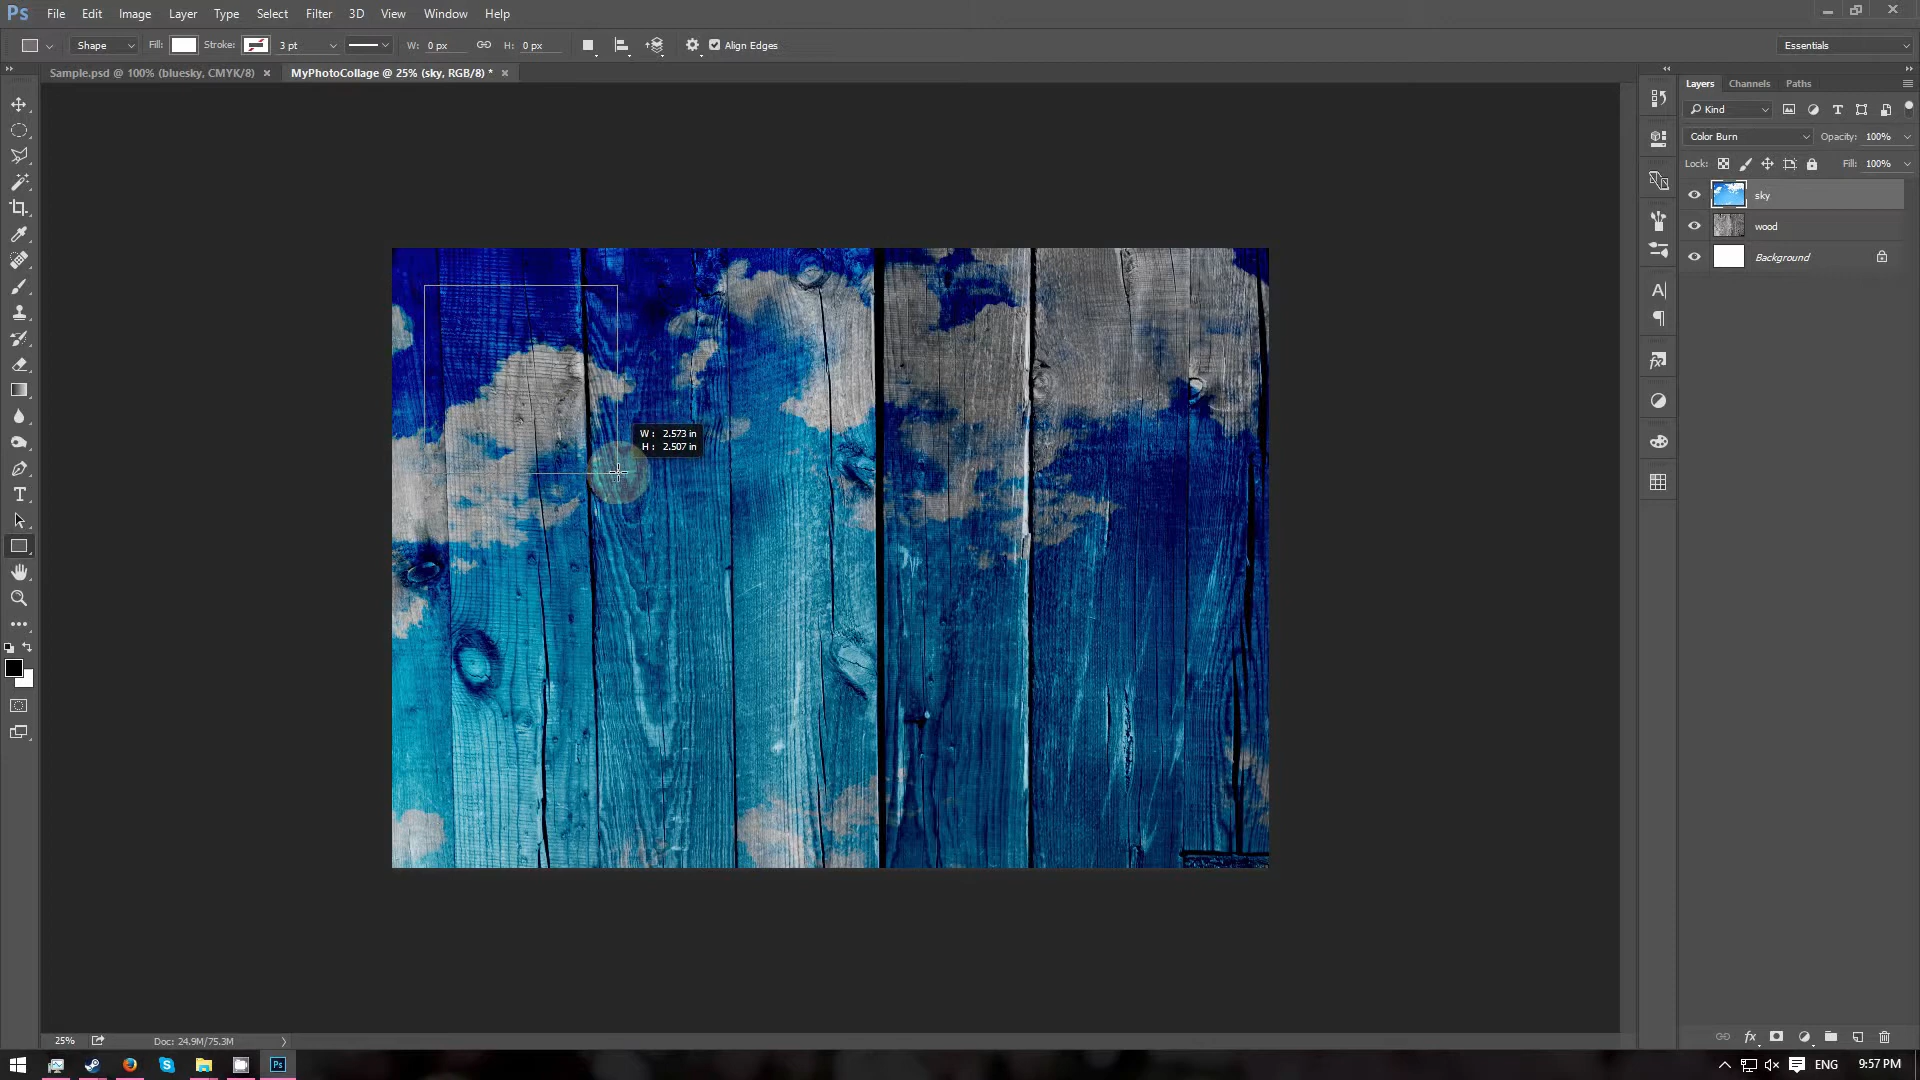 Ps File Edit Image Layer Type Select Filter 3D View Window Help
Shape Fill: Stroke: 3 pt W: 0 px H: 0 px Align Edges Essentials
Sample.psd @ 100% (bluesky, CMYK/8) × MyPhotoCollage @ 25% (sky, RGB/8) * ×
Layers Channels Paths
Kind
Color Burn Opacity: 100%
Lock: Fill: 100%
sky
wood
Background
W : 2.573 in
H : 2.507 in
25% Doc: 24.9M/75.3M
Ps ENG 9:57 PM